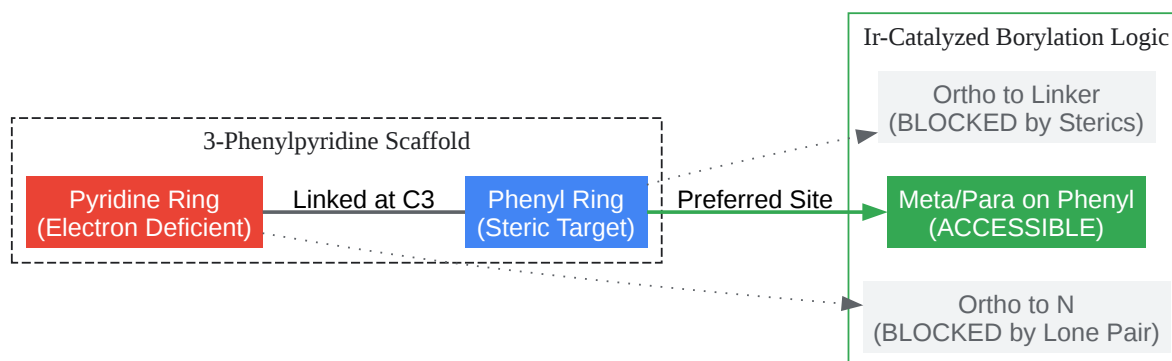 Ir-Catalyzed Borylation Logic
Ortho to Linker
(BLOCKED by Sterics)
3-Phenylpyridine Scaffold
Pyridine Ring
(Electron Deficient)
Linked at C3
Phenyl Ring
(Steric Target)
Preferred Site
Meta/Para on Phenyl
(ACCESSIBLE)
Ortho to N
(BLOCKED by Lone Pair)